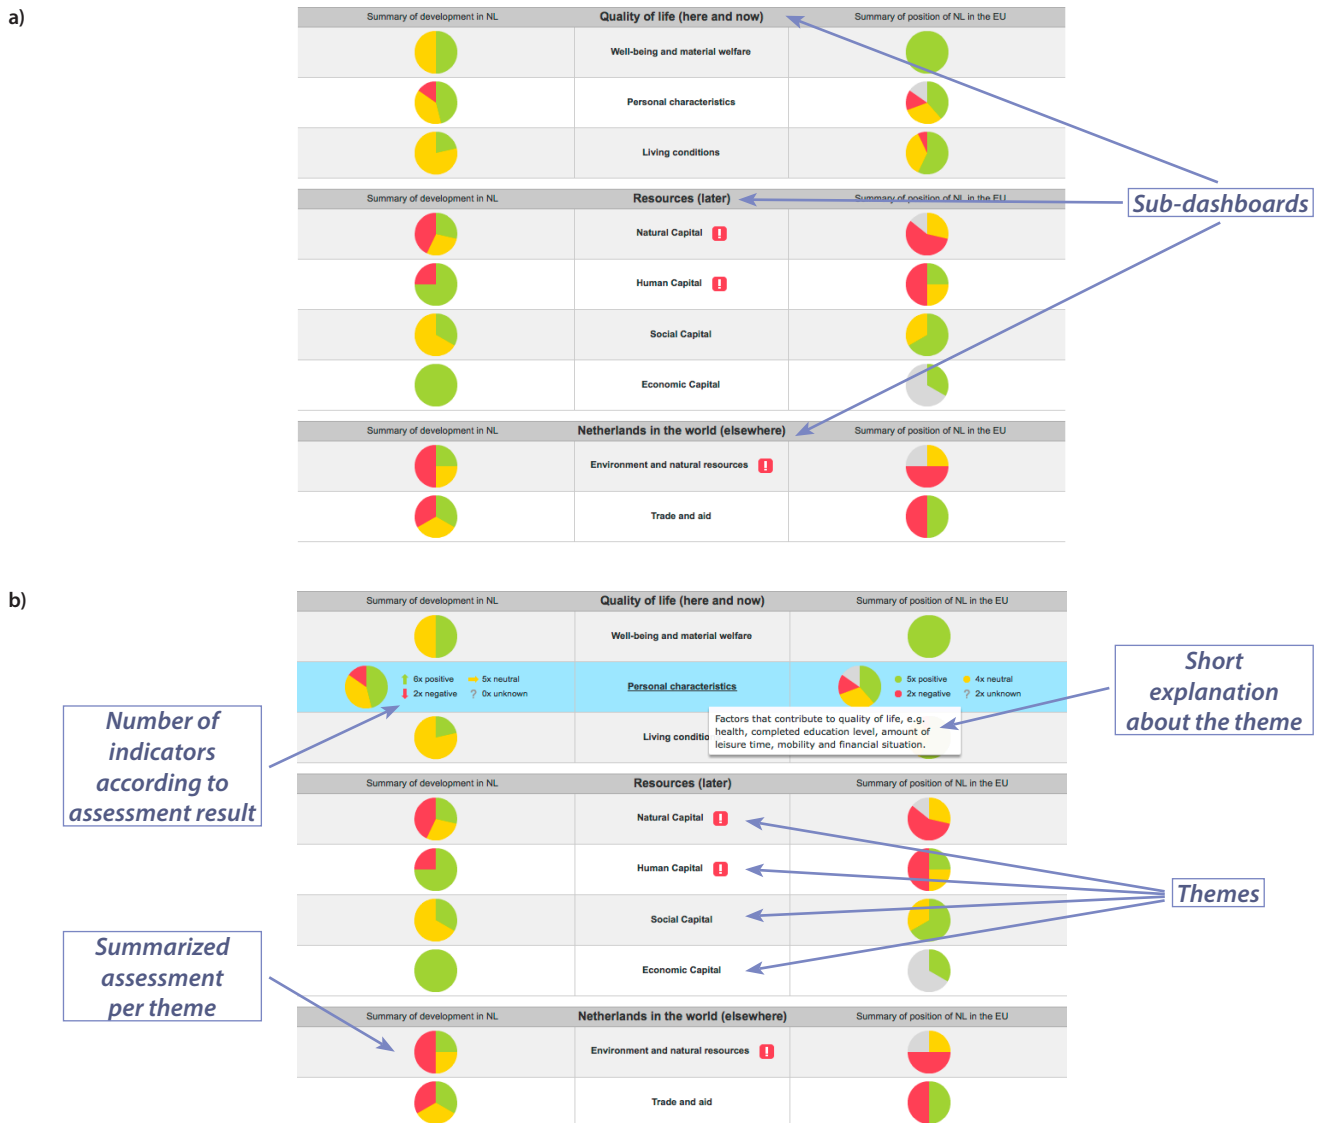 a)
Summary of development in NL
Quality of life (here and now)
Summary of position of NL in the EU
Well-being and material welfare
Personal characteristics
Living conditions
Summary of development in NL
Resources (later)
Summary of position of NL in the EU
Sub-dashboards
Natural Capital !
Human Capital !
Social Capital
Economic Capital
Summary of development in NL
Netherlands in the world (elsewhere)
Summary of position of NL in the EU
Environment and natural resources !
Trade and aid
b)
Summary of development in NL
Quality of life (here and now)
Summary of position of NL in the EU
Well-being and material welfare
6x positive
5x neutral
2x negative
? 0x unknown
Personal characteristics
5x positive
4x neutral
2x negative
? 2x unknown
Short
explanation
about the theme
Number of
indicators
according to
assessment result
Factors that contribute to quality of life, e.g.
health, completed education level, amount of
leisure time, mobility and financial situation.
Living conditio
Summary of development in NL
Resources (later)
Summary of position of NL in the EU
Natural Capital !
Human Capital !
Themes
Social Capital
Economic Capital
Summarized
assessment
per theme
Summary of development in NL
Netherlands in the world (elsewhere)
Summary of position of NL in the EU
Environment and natural resources !
Trade and aid